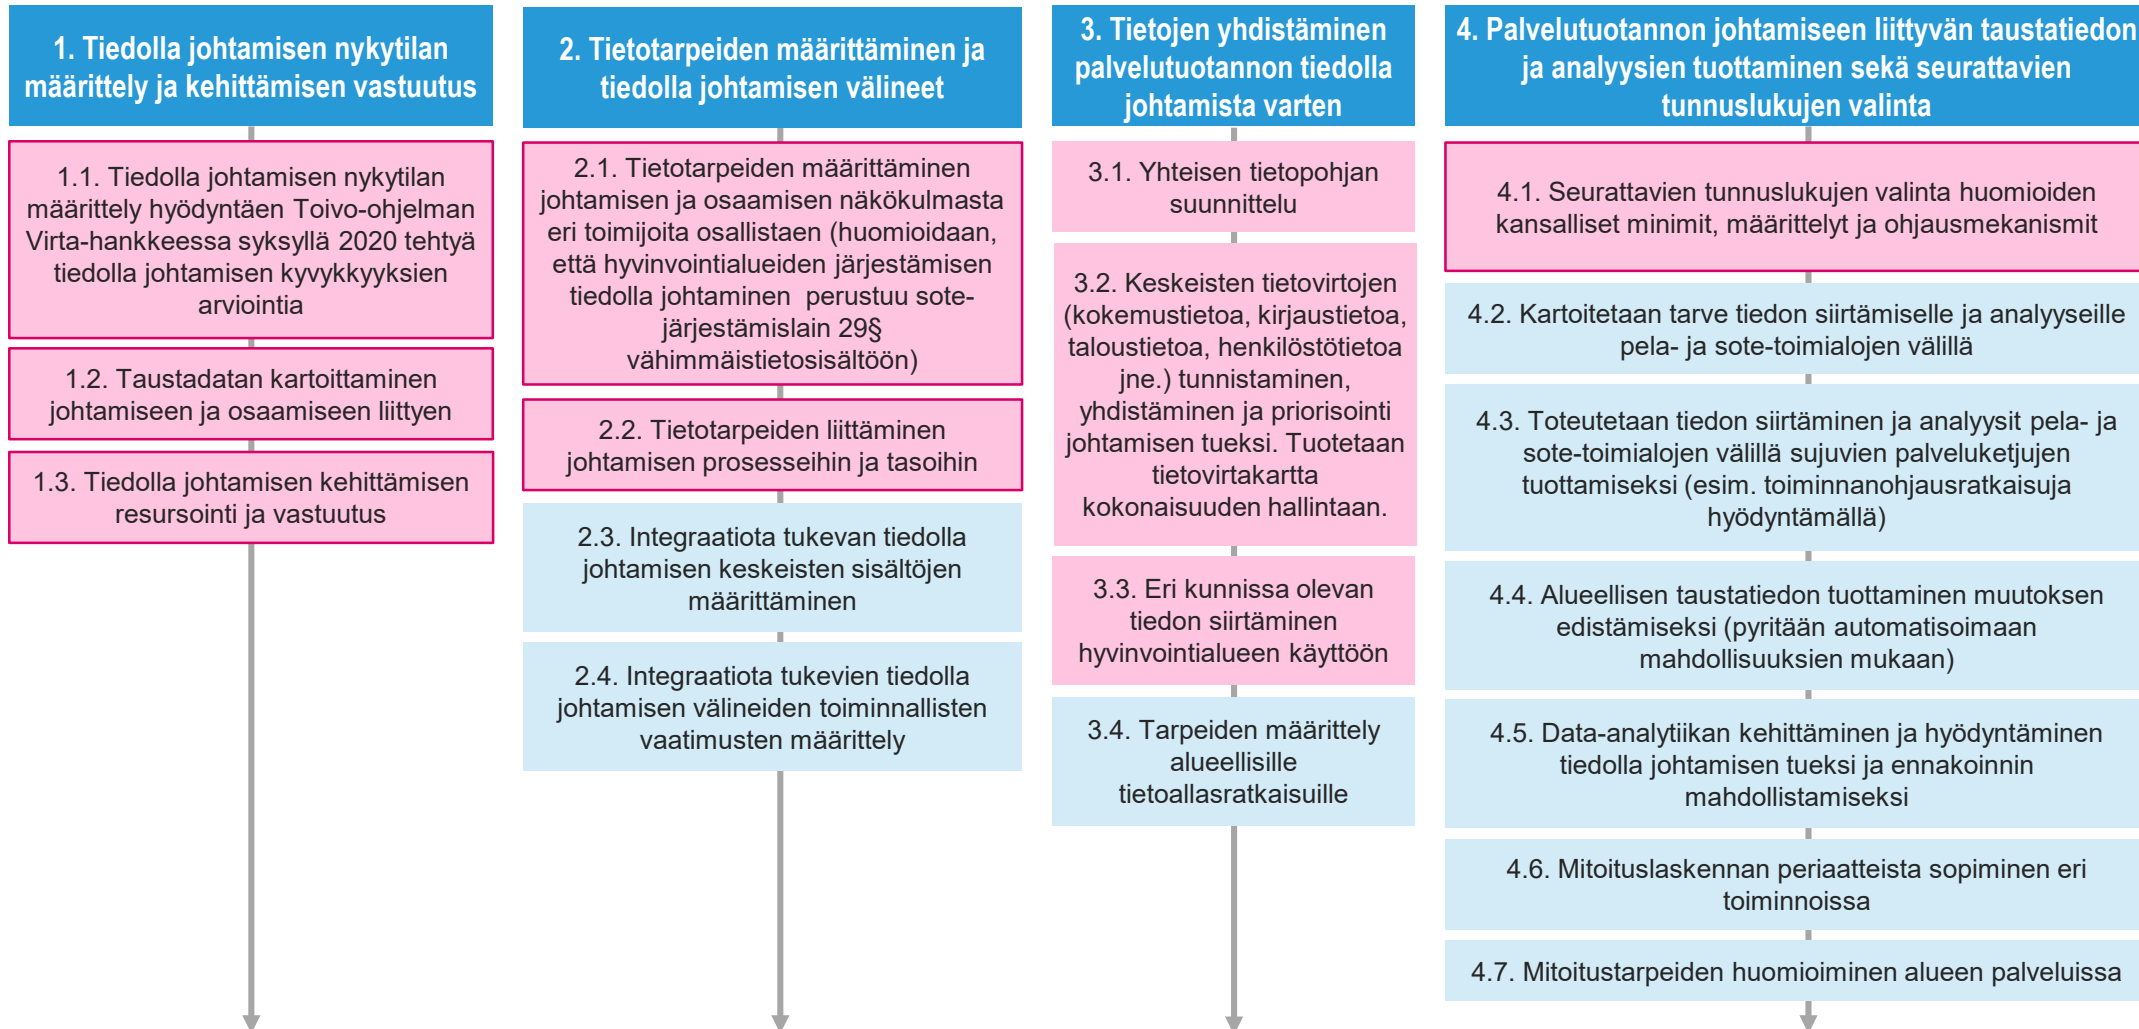 1. Tiedolla johtamisen nykytilan
määrittely ja kehittämisen vastuutus
1.1. Tiedolla johtamisen nykytilan
määrittely hyödyntäen Toivo-ohjelman
Virta-hankkeessa syksyllä 2020 tehtyä
tiedolla johtamisen kyvykkyyksien
arviointia
1.2. Taustadatan kartoittaminen
johtamiseen ja osaamiseen liittyen
1.3. Tiedolla johtamisen kehittämisen
resursointi ja vastuutus
2. Tietotarpeiden määrittäminen ja
tiedolla johtamisen välineet
2.1. Tietotarpeiden määrittäminen
johtamisen ja osaamisen näkökulmasta
eri toimijoita osallistaen (huomioidaan,
että hyvinvointialueiden järjestämisen
tiedolla johtaminen perustuu sote-
järjestämislain 29§
vähimmäistietosisältöön)
2.2. Tietotarpeiden liittäminen
johtamisen prosesseihin ja tasoihin
2.3. Integraatiota tukevan tiedolla
johtamisen keskeisten sisältöjen
määrittäminen
2.4. Integraatiota tukevien tiedolla
johtamisen välineiden toiminnallisten
vaatimusten määrittely
3. Tietojen yhdistäminen
palvelutuotannon tiedolla
johtamista varten
3.1. Yhteisen tietopohjan
suunnittelu
3.2. Keskeisten tietovirtojen
(kokemustietoa, kirjaustietoa,
taloustietoa, henkilöstötietoa
jne.) tunnistaminen,
yhdistäminen ja priorisointi
johtamisen tueksi. Tuotetaan
tietovirtakartta
kokonaisuuden hallintaan.
3.3. Eri kunnissa olevan
tiedon siirtäminen
hyvinvointialueen käyttöön
3.4. Tarpeiden määrittely
alueellisille
tietoallasratkaisuille
4. Palvelutuotannon johtamiseen liittyvän taustatiedon
ja analyysien tuottaminen sekä seurattavien
tunnuslukujen valinta
4.1. Seurattavien tunnuslukujen valinta huomioiden
kansalliset minimit, määrittelyt ja ohjausmekanismit
4.2. Kartoitetaan tarve tiedon siirtämiselle ja analyyseille
pela- ja sote-toimialojen välillä
4.3. Toteutetaan tiedon siirtäminen ja analyysit pela- ja
sote-toimialojen välillä sujuvien palveluketjujen
tuottamiseksi (esim. toiminnanohjausratkaisuja
hyödyntämällä)
4.4. Alueellisen taustatiedon tuottaminen muutoksen
edistämiseksi (pyritään automatisoimaan
mahdollisuuksien mukaan)
4.5. Data-analytiikan kehittäminen ja hyödyntäminen
tiedolla johtamisen tueksi ja ennakoinnin
mahdollistamiseksi
4.6. Mitoituslaskennan periaatteista sopiminen eri
toiminnoissa
4.7. Mitoitustarpeiden huomioiminen alueen palveluissa